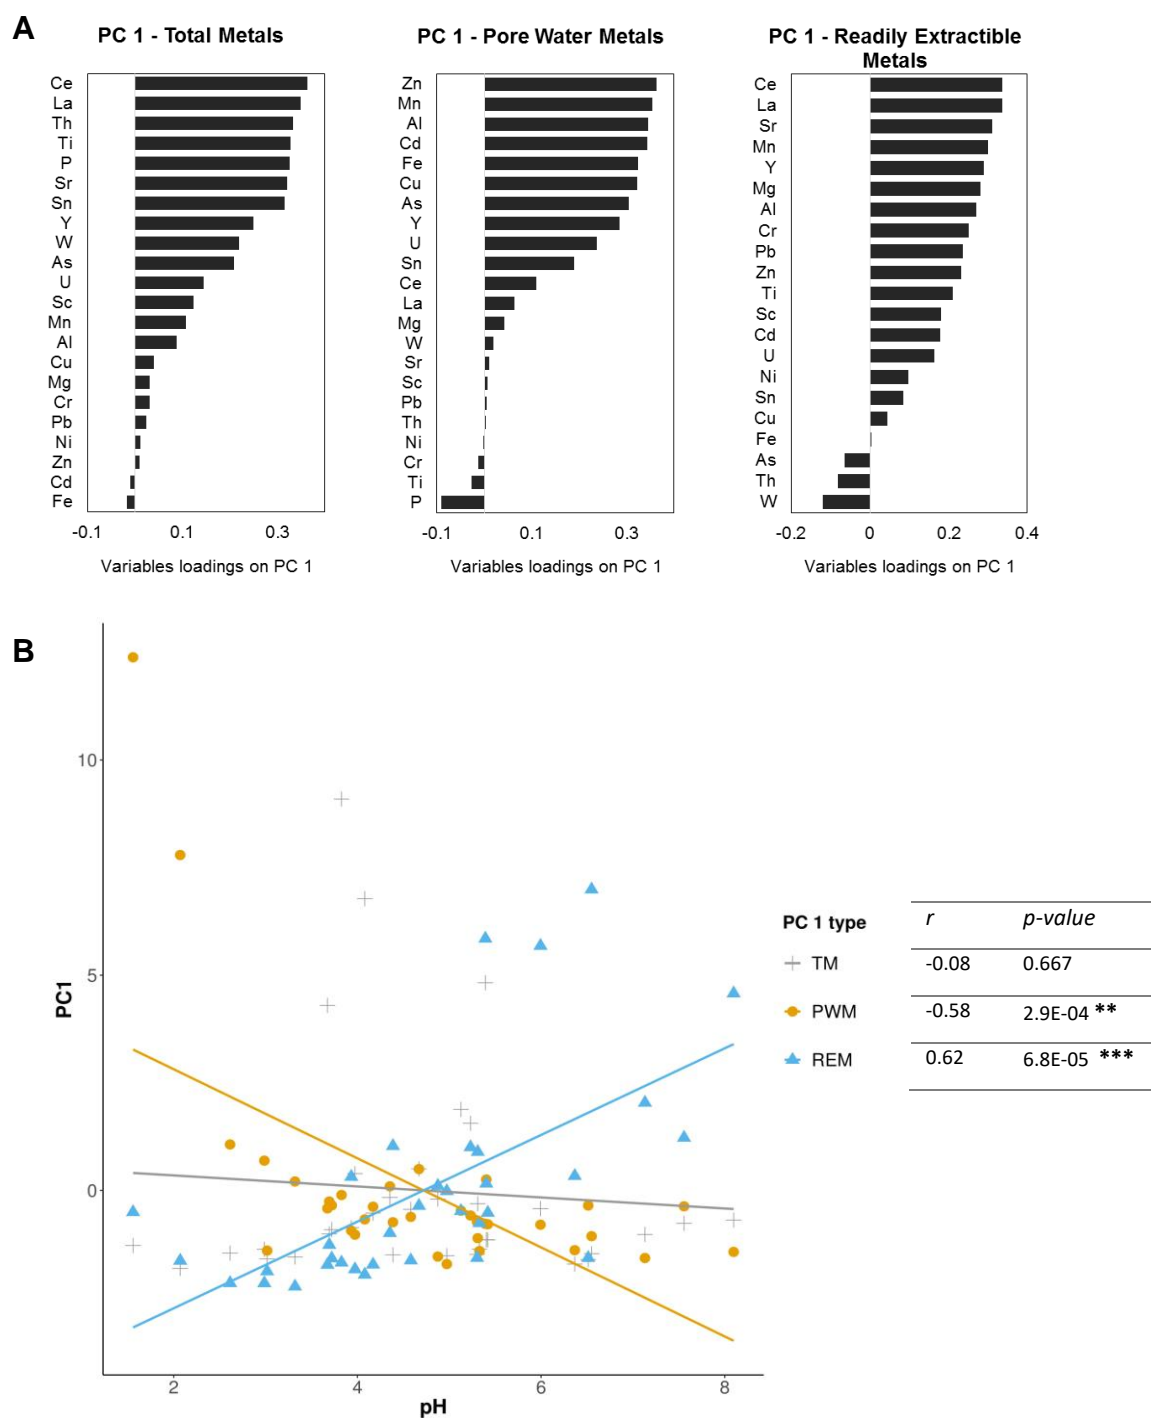 A
PC 1 - Total Metals
Ce
La
Th
Ti
P
Sr
Sn
Y
W
As
U
Sc
Mn
Al
Cu
Mg
Cr
Pb
Ni
Zn
Cd
Fe
-0.1 0.1 0.3
Variables loadings on PC 1
PC 1 - Pore Water Metals
Zn
Mn
Al
Cd
Fe
Cu
As
Y
U
Sn
Ce
La
Mg
W
Sr
Sc
Pb
Th
Ni
Cr
Ti
P
-0.1 0.1 0.3
Variables loadings on PC 1
PC 1 - Readily Extractible
Metals
Ce
La
Sr
Mn
Y
Mg
Al
Cr
Pb
Zn
Ti
Sc
Cd
U
Ni
Sn
Cu
Fe
As
Th
W
-0.2 0 0.2 0.4
Variables loadings on PC 1
B
PC1
10
5
0
2 4 6 8
pH
PC 1 type r p-value
TM -0.08 0.667
PWM -0.58 2.9E-04 **
REM 0.62 6.8E-05 ***